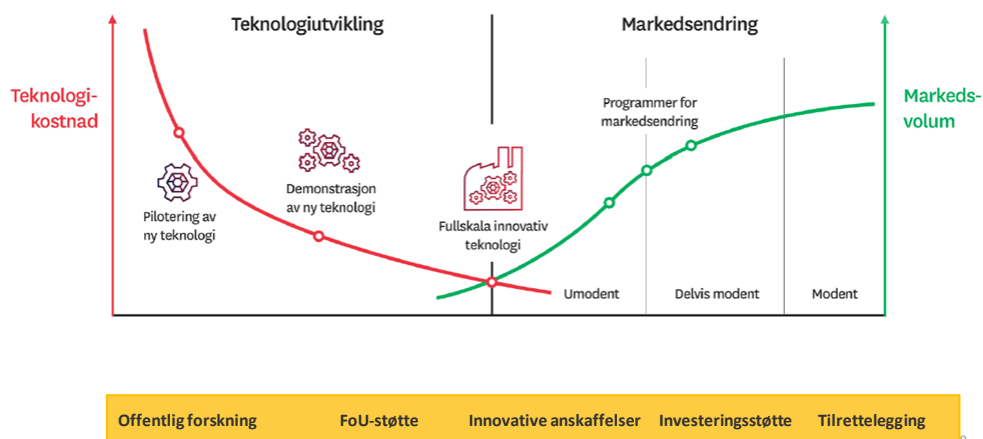 Teknologiutvikling
Markedsendring
Teknologi-
kostnad
Markeds-
volum
Programmer for
markedsendring
Pilotering av
ny teknologi
Demonstrasjon
av ny teknologi
Fullskala innovativ
teknologi
Umodent
Delvis modent
Modent
Offentlig forskning
FoU-støtte
Innovative anskaffelser
Investeringsstøtte
Tilrettelegging